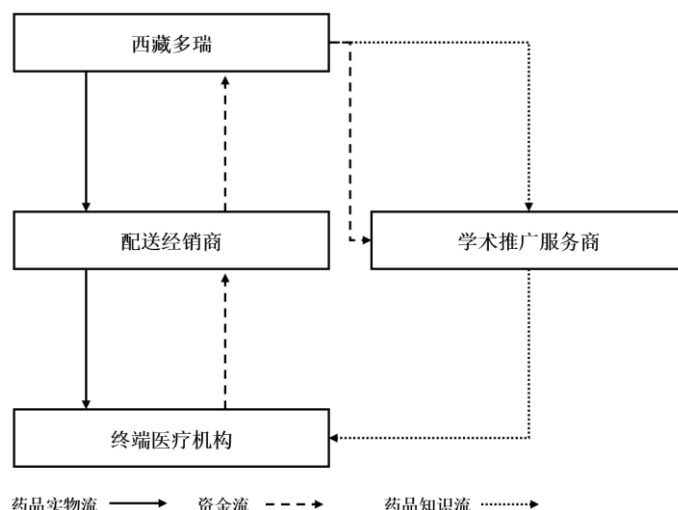 西藏多瑞
配送经销商
学术推广服务商
终端医疗机构
药品实物流
资金流
药品知识流